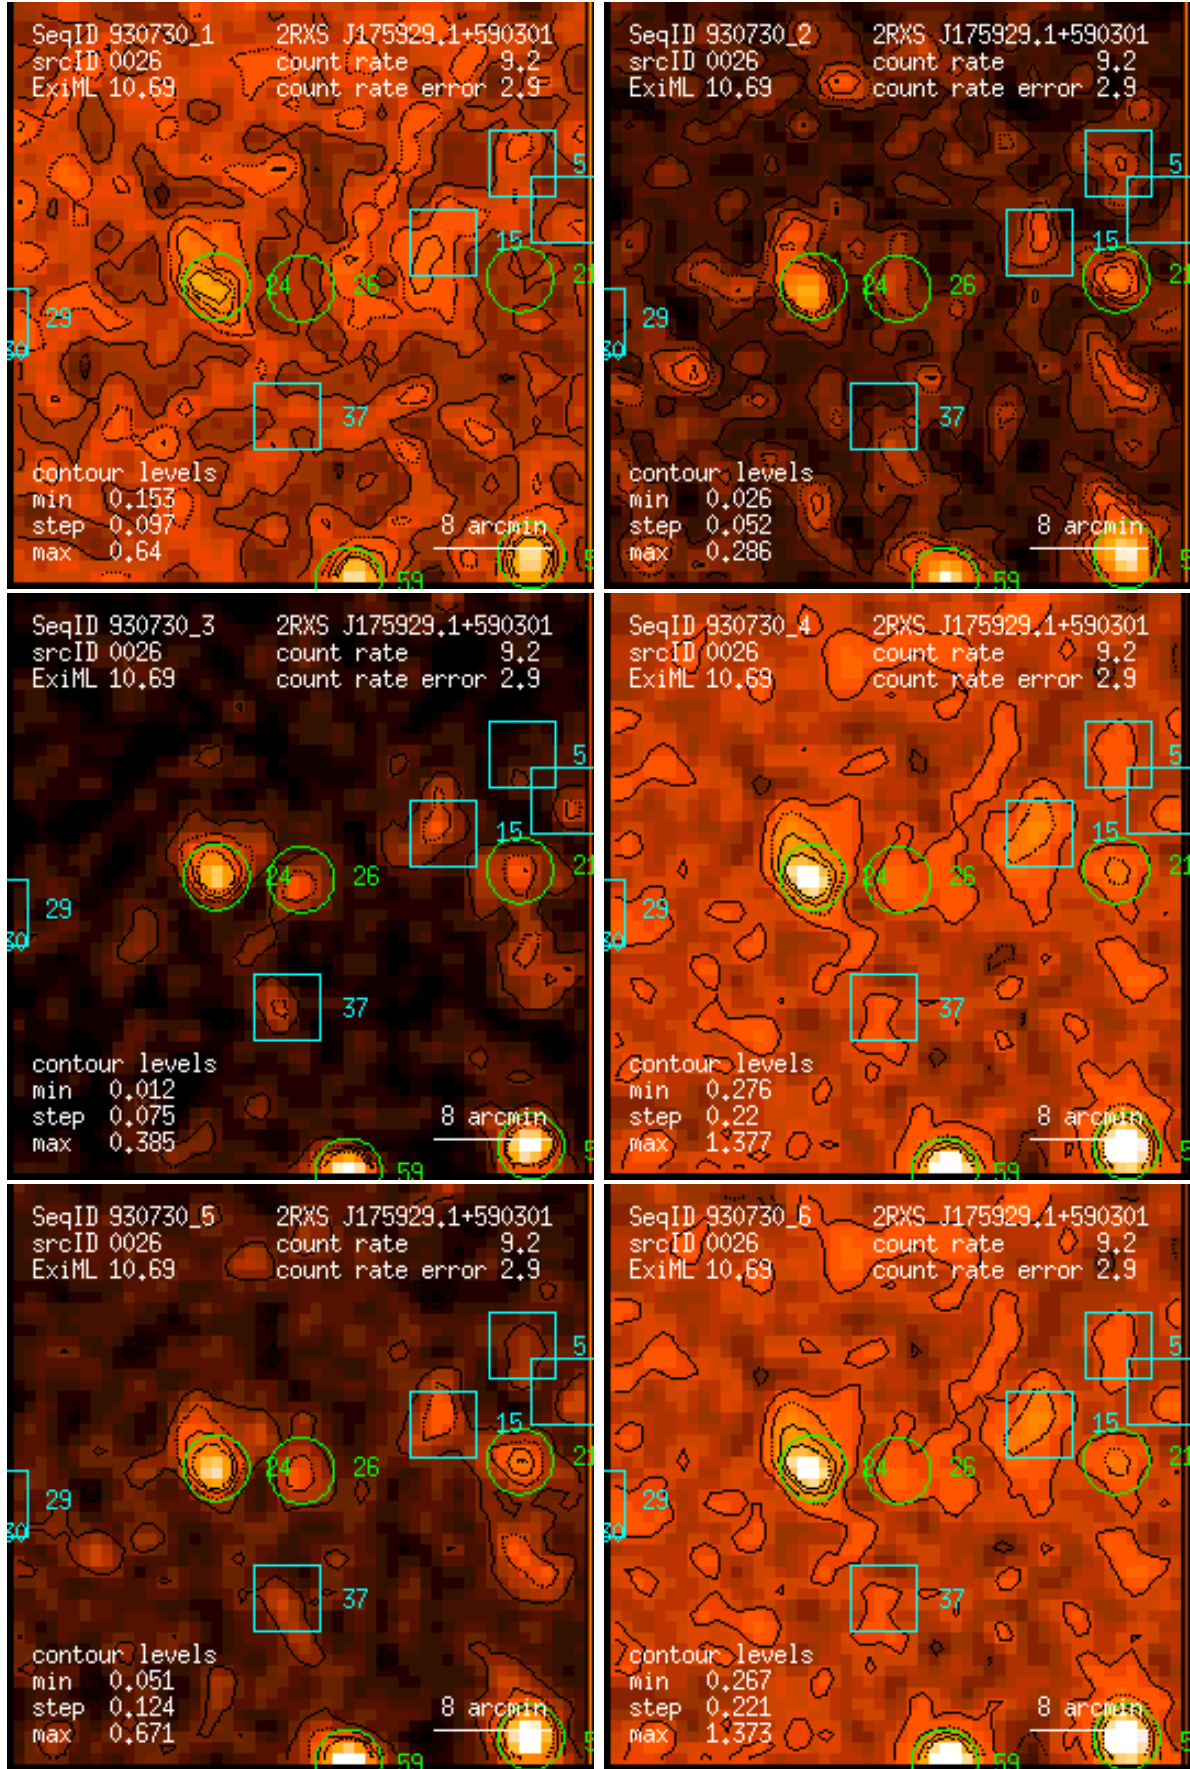 SeqID 930730_1 2RXS J175929.1+590301
srcID 0026 count rate 9.2
ExiML 10.69 count rate error 2.9
5
15
24 26 21
29
30
37
contour levels
min 0.153
step 0.097 8 arcmin
max 0.64
59 5
SeqID 930730_2 2RXS J175929.1+590301
srcID 0026 count rate 9.2
ExiML 10.69 count rate error 2.9
5
15
24 26 21
29
30
37
contour levels
min 0.026
step 0.052 8 arcmin
max 0.286
59 5
SeqID 930730_3 2RXS J175929.1+590301
srcID 0026 count rate 9.2
ExiML 10.69 count rate error 2.9
5
15
24 26 21
29
30
37
contour levels
min 0.012
step 0.075 8 arcmin
max 0.385
59 5
SeqID 930730_4 2RXS J175929.1+590301
srcID 0026 count rate 9.2
ExiML 10.69 count rate error 2.9
5
15
24 26 21
29
30
37
contour levels
min 0.276
step 0.22 8 arcmin
max 1.377
59 5
SeqID 930730_5 2RXS J175929.1+590301
srcID 0026 count rate 9.2
ExiML 10.69 count rate error 2.9
5
15
24 26 21
29
30
37
contour levels
min 0.051
step 0.124 8 arcmin
max 0.671
59 5
SeqID 930730_6 2RXS J175929.1+590301
srcID 0026 count rate 9.2
ExiML 10.69 count rate error 2.9
5
15
24 26 21
29
30
37
contour levels
min 0.267
step 0.221 8 arcmin
max 1.373
59 5